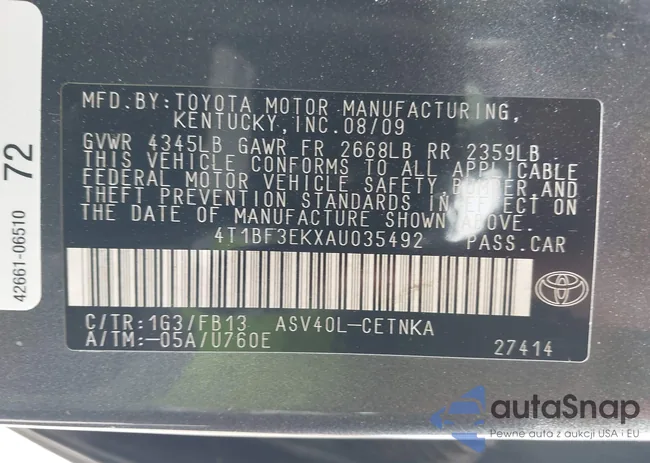 42661-06510
72
MFD.BY:TOYOTA MOTOR MANUFACTURING,
KENTUCKY,INC.08/09
GVWR 4345LB GAWR FR 2668LB RR 2359LB
THIS VEHICLE CONFORMS TO ALL APPLICABLE
FEDERAL MOTOR VEHICLE SAFETY,BUMPER,AND
THEFT PREVENTION STANDARDS IN EFFECT ON
THE DATE OF MANUFACTURE SHOWN ABOVE.
4T1BF3EKXAU035492 PASS.CAR
C/TR:1G3/FB13 ASV40L-CETNKA
A/TM:-05A/U760E 27414
autoSnap
Pewne auta z aukcji USA i EU